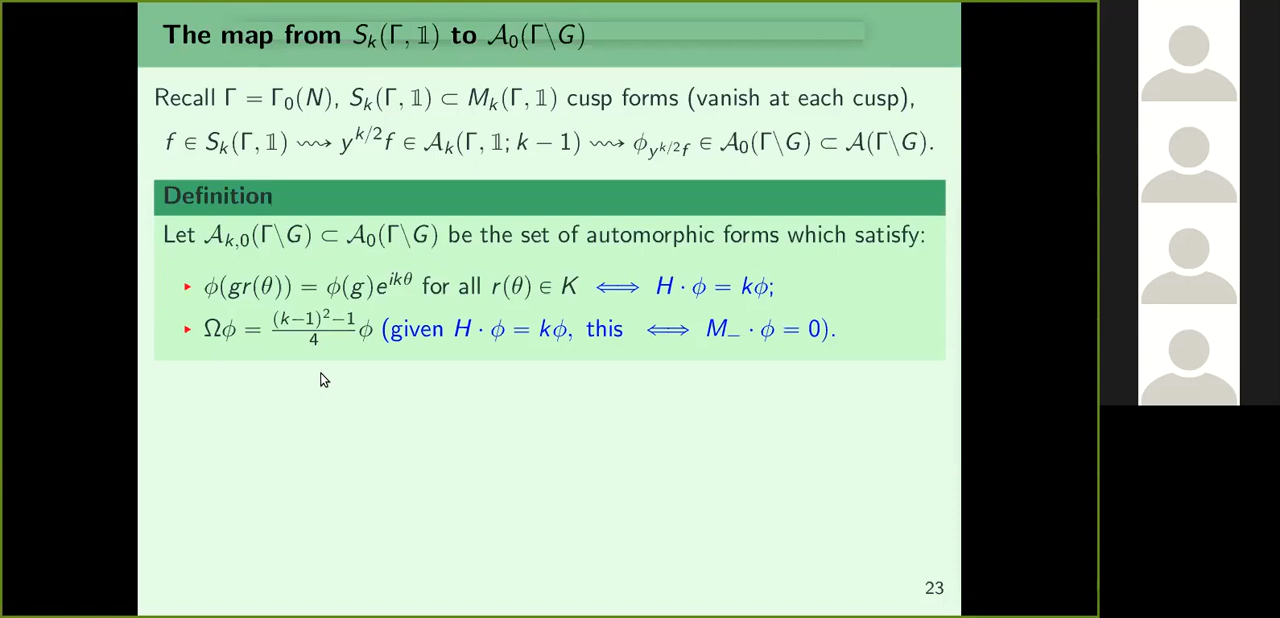 The map from S_k(Γ, 𝟙) to 𝒜_0(Γ\G)
Recall Γ = Γ_0(N), S_k(Γ, 𝟙) ⊂ M_k(Γ, 𝟙) cusp forms (vanish at each cusp),
f ∈ S_k(Γ, 𝟙) ⇝ y^{k/2}f ∈ 𝒜_k(Γ, 𝟙; k − 1) ⇝ ϕ_{y^{k/2}f} ∈ 𝒜_0(Γ\G) ⊂ 𝒜(Γ\G).
Definition
Let 𝒜_{k,0}(Γ\G) ⊂ 𝒜_0(Γ\G) be the set of automorphic forms which satisfy:
▸ ϕ(gr(θ)) = ϕ(g)e^{ikθ} for all r(θ) ∈ K ⟺ H · ϕ = kϕ;
▸ Ωϕ = \frac{(k−1)^2−1}{4}ϕ (given H · ϕ = kϕ, this ⟺ M_− · ϕ = 0).
23